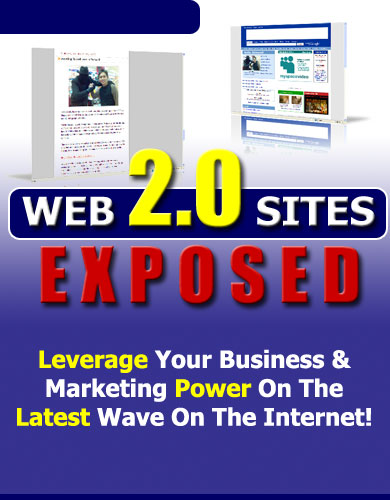 WEB 2.0 SITES
EXPOSED
Leverage Your Business &
Marketing Power On The
Latest Wave On The Internet!